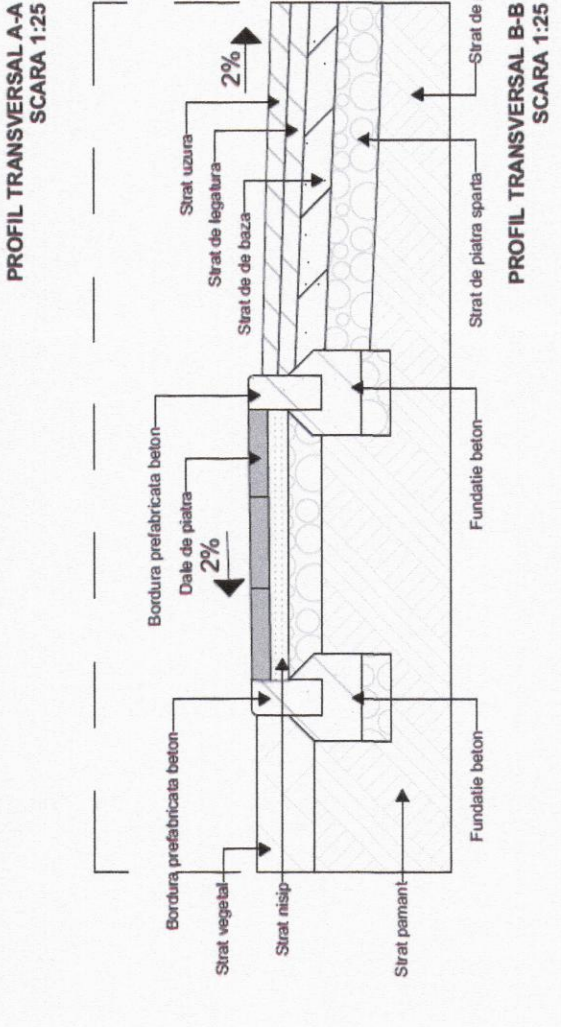 PROFIL TRANSVERSAL A-A
SCARA 1:25
2%
Strat uzura
Strat de legatura
Strat de de baza
Bordura prefabricata beton
Dale de piatra
2%
Bordura prefabricata beton
Strat vegetal
Strat nisip
Strat pamant
Fundatie beton
Fundatie beton
Strat de piatra sparta
Strat de
PROFIL TRANSVERSAL B-B
SCARA 1:25